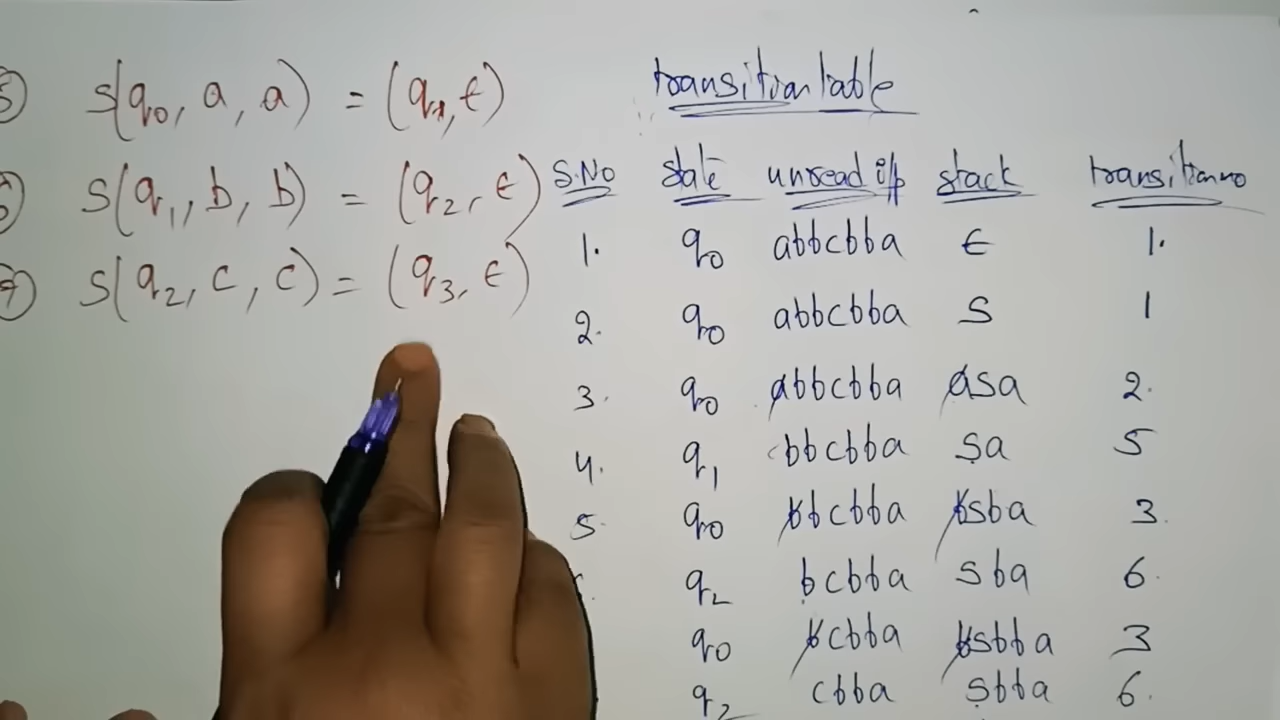 ⑤ δ(q0, a, a) = (q1, ϵ)
⑥ δ(q1, b, b) = (q2, ϵ)
⑦ δ(q2, c, c) = (q3, ϵ)
transition table
S.No state unread i/p stack transition no
1. q0 abbcbba ϵ 1.
2. q0 abbcbba S 1
3. q0 abbcbba asa 2.
4. q1 bbcbba sa 5
5. q0 bbcbba bsba 3.
q2 bcbba sba 6.
q0 bcbba bsbba 3
q2 cbba sbba 6.